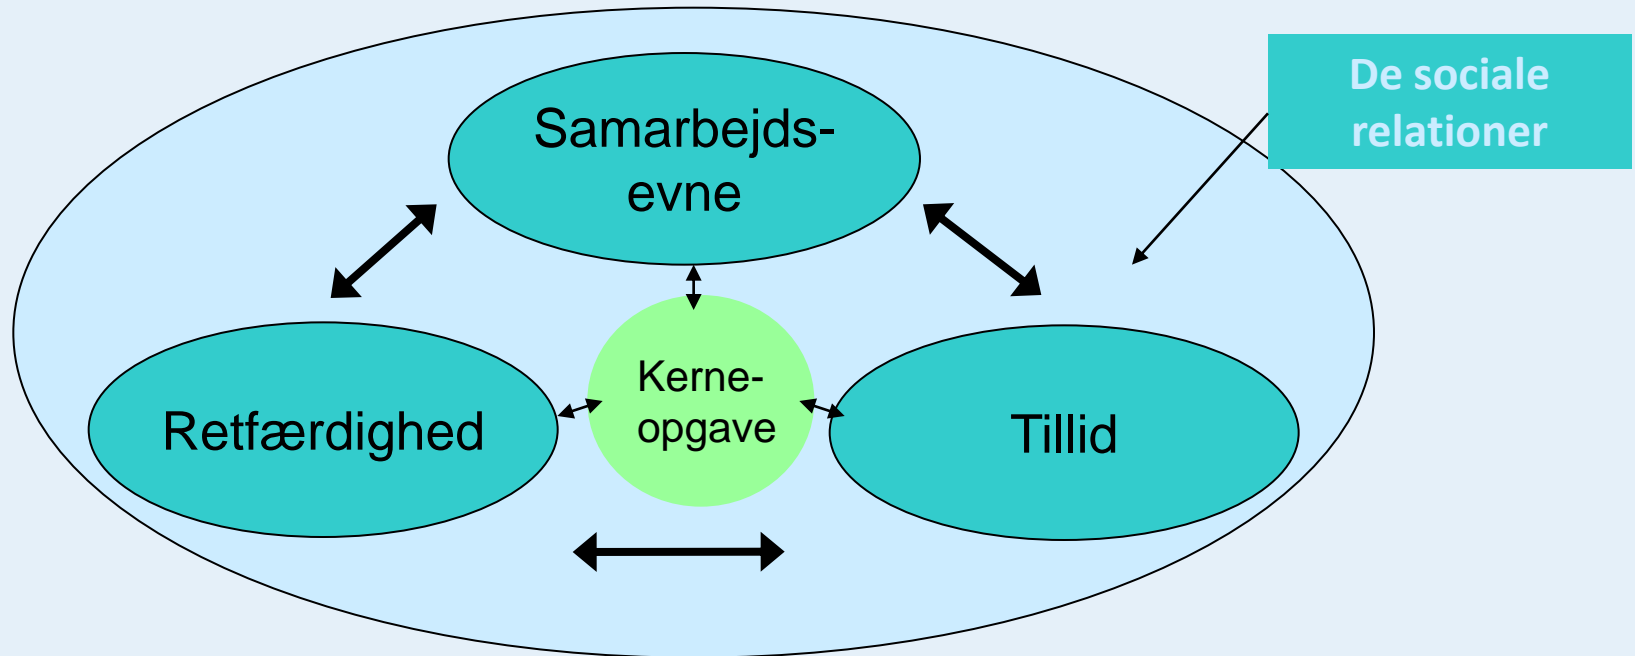 De sociale
relationer
Samarbejds-
evne
Kerne-
opgave
Retfærdighed
Tillid